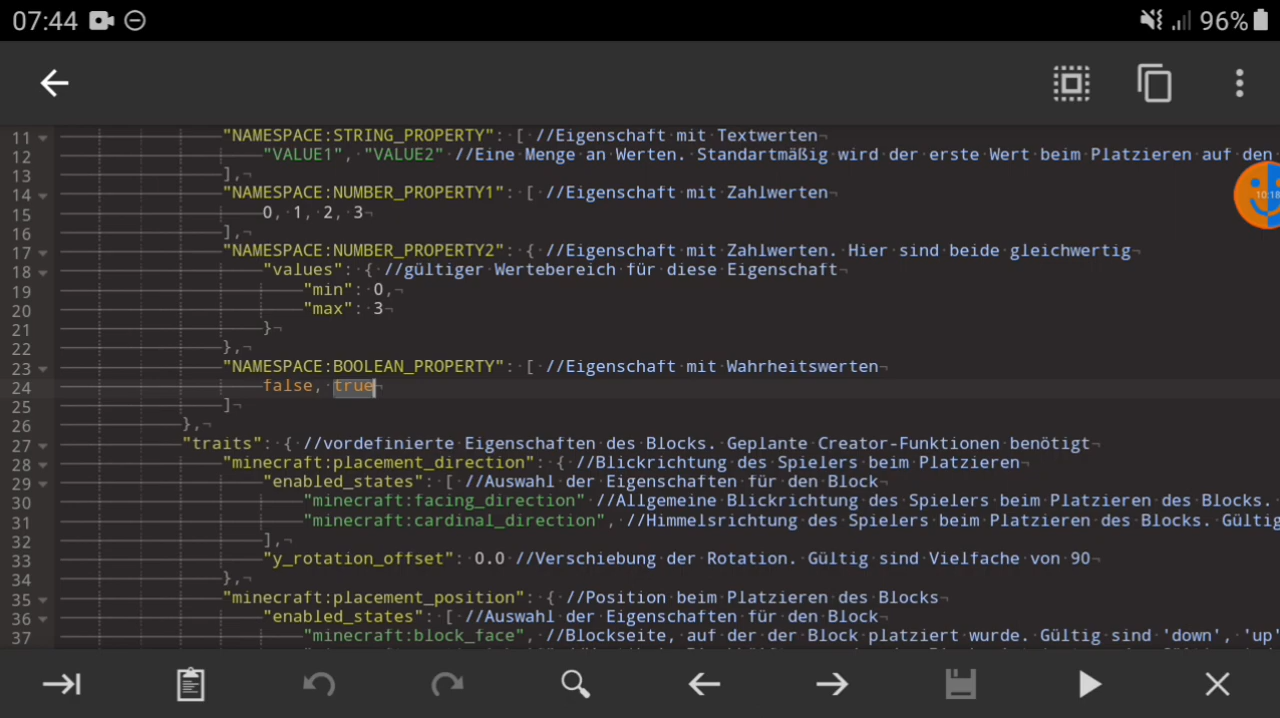 07:44 96%
11 "NAMESPACE:STRING_PROPERTY": [ //Eigenschaft mit Textwerten
12 "VALUE1", "VALUE2" //Eine Menge an Werten. Standartmäßig wird der erste Wert beim Platzieren auf den
13 ],
14 "NAMESPACE:NUMBER_PROPERTY1": [ //Eigenschaft mit Zahlwerten
15 0, 1, 2, 3
16 ],
17 "NAMESPACE:NUMBER_PROPERTY2": { //Eigenschaft mit Zahlwerten. Hier sind beide gleichwertig
18 "values": { //gültiger Wertebereich für diese Eigenschaft
19 "min": 0,
20 "max": 3
21 }
22 },
23 "NAMESPACE:BOOLEAN_PROPERTY": [ //Eigenschaft mit Wahrheitswerten
24 false, true
25 ]
26 },
27 "traits": { //vordefinierte Eigenschaften des Blocks. Geplante Creator-Funktionen benötigt
28 "minecraft:placement_direction": { //Blickrichtung des Spielers beim Platzieren
29 "enabled_states": [ //Auswahl der Eigenschaften für den Block
30 "minecraft:facing_direction" //Allgemeine Blickrichtung des Spielers beim Platzieren des Blocks.
31 "minecraft:cardinal_direction", //Himmelsrichtung des Spielers beim Platzieren des Blocks. Gültig
32 ],
33 "y_rotation_offset": 0.0 //Verschiebung der Rotation. Gültig sind Vielfache von 90
34 },
35 "minecraft:placement_position": { //Position beim Platzieren des Blocks
36 "enabled_states": [ //Auswahl der Eigenschaften für den Block
37 "minecraft:block_face", //Blockseite, auf der der Block platziert wurde. Gültig sind 'down', 'up'
10:18